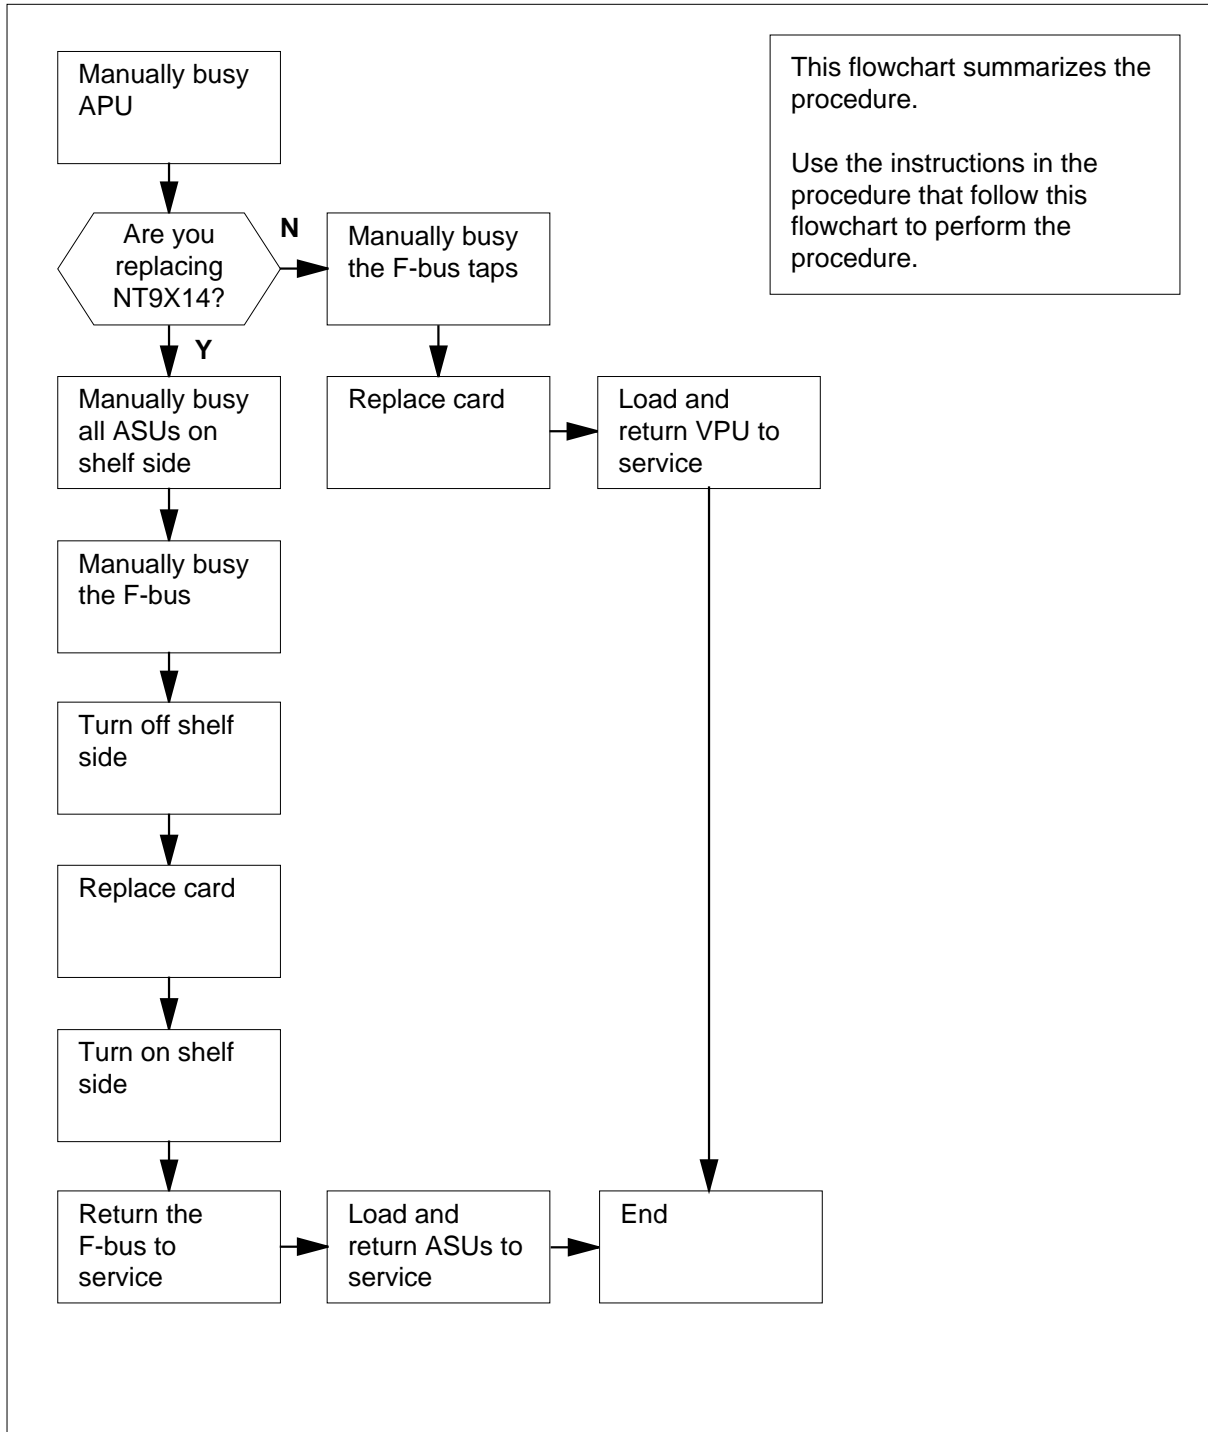 Manually busy
APU
This flowchart summarizes the
procedure.
Use the instructions in the
procedure that follow this
flowchart to perform the
procedure.
Are you
replacing
NT9X14?
N
Manually busy
the F-bus taps
Y
Manually busy
all ASUs on
shelf side
Replace card
Load and
return VPU to
service
Manually busy
the F-bus
Turn off shelf
side
Replace card
Turn on shelf
side
Return the
F-bus to
service
Load and
return ASUs to
service
End